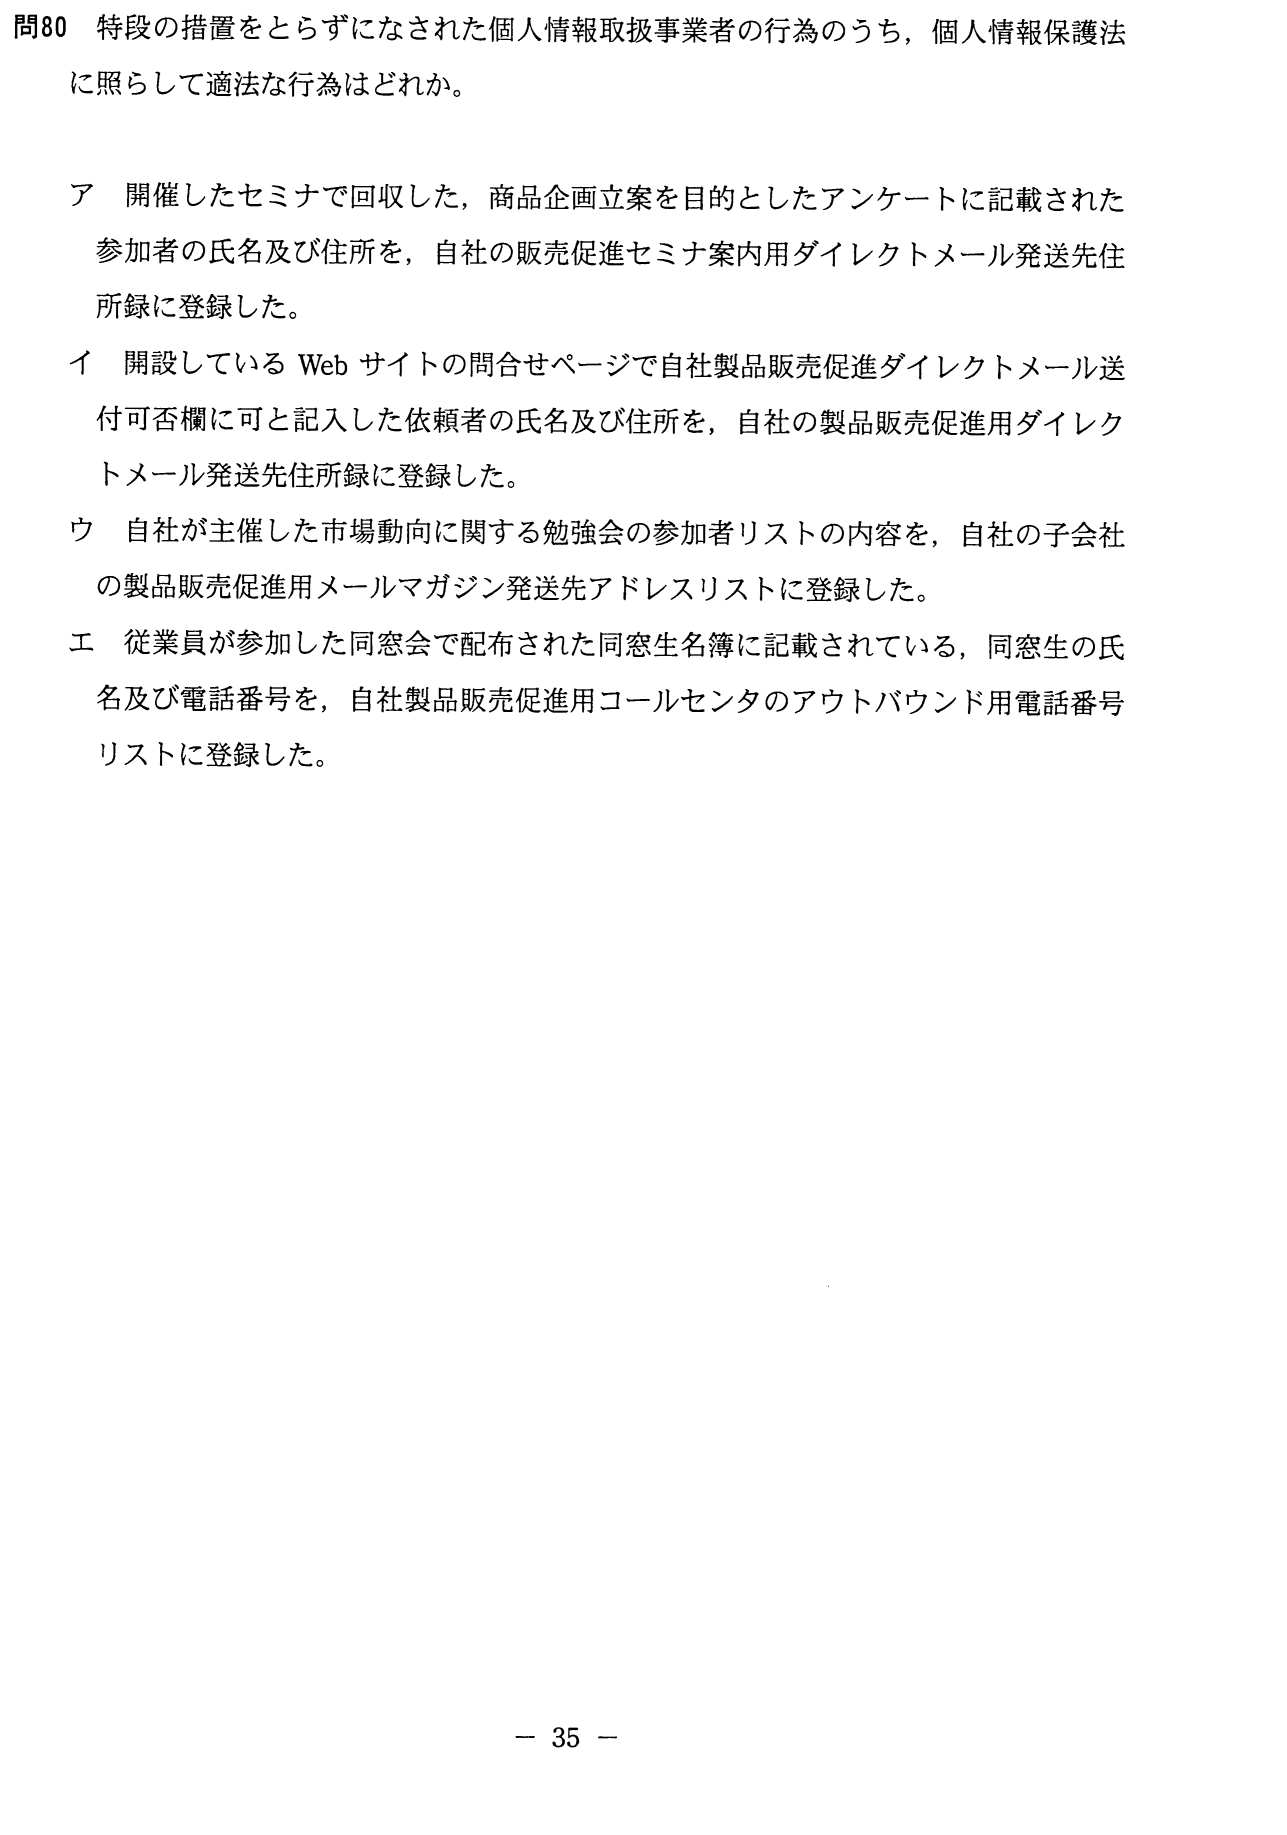 問80　特段の措置をとらずになされた個人情報取扱事業者の行為のうち，個人情報保護法
に照らして適法な行為はどれか。
ア　開催したセミナで回収した，商品企画立案を目的としたアンケートに記載された
参加者の氏名及び住所を，自社の販売促進セミナ案内用ダイレクトメール発送先住
所録に登録した。
イ　開設している Web サイトの問合せページで自社製品販売促進ダイレクトメール送
付可否欄に可と記入した依頼者の氏名及び住所を，自社の製品販売促進用ダイレク
トメール発送先住所録に登録した。
ウ　自社が主催した市場動向に関する勉強会の参加者リストの内容を，自社の子会社
の製品販売促進用メールマガジン発送先アドレスリストに登録した。
エ　従業員が参加した同窓会で配布された同窓生名簿に記載されている，同窓生の氏
名及び電話番号を，自社製品販売促進用コールセンタのアウトバウンド用電話番号
リストに登録した。
－ 35 －